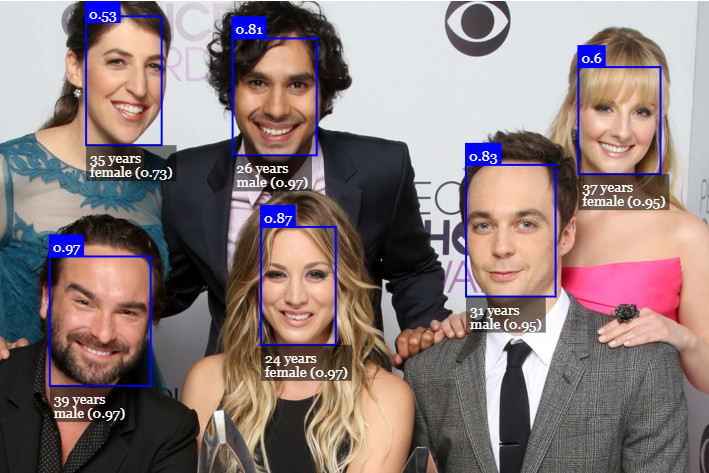 0.53
0.81
0.6
35 years
female (0.73)
26 years
male (0.97)
0.83
37 years
female (0.95)
0.97
0.87
31 years
male (0.95)
24 years
female (0.97)
39 years
male (0.97)